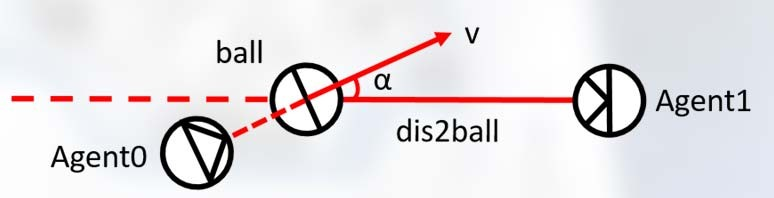 ball
v
α
Agent1
dis2ball
Agent0